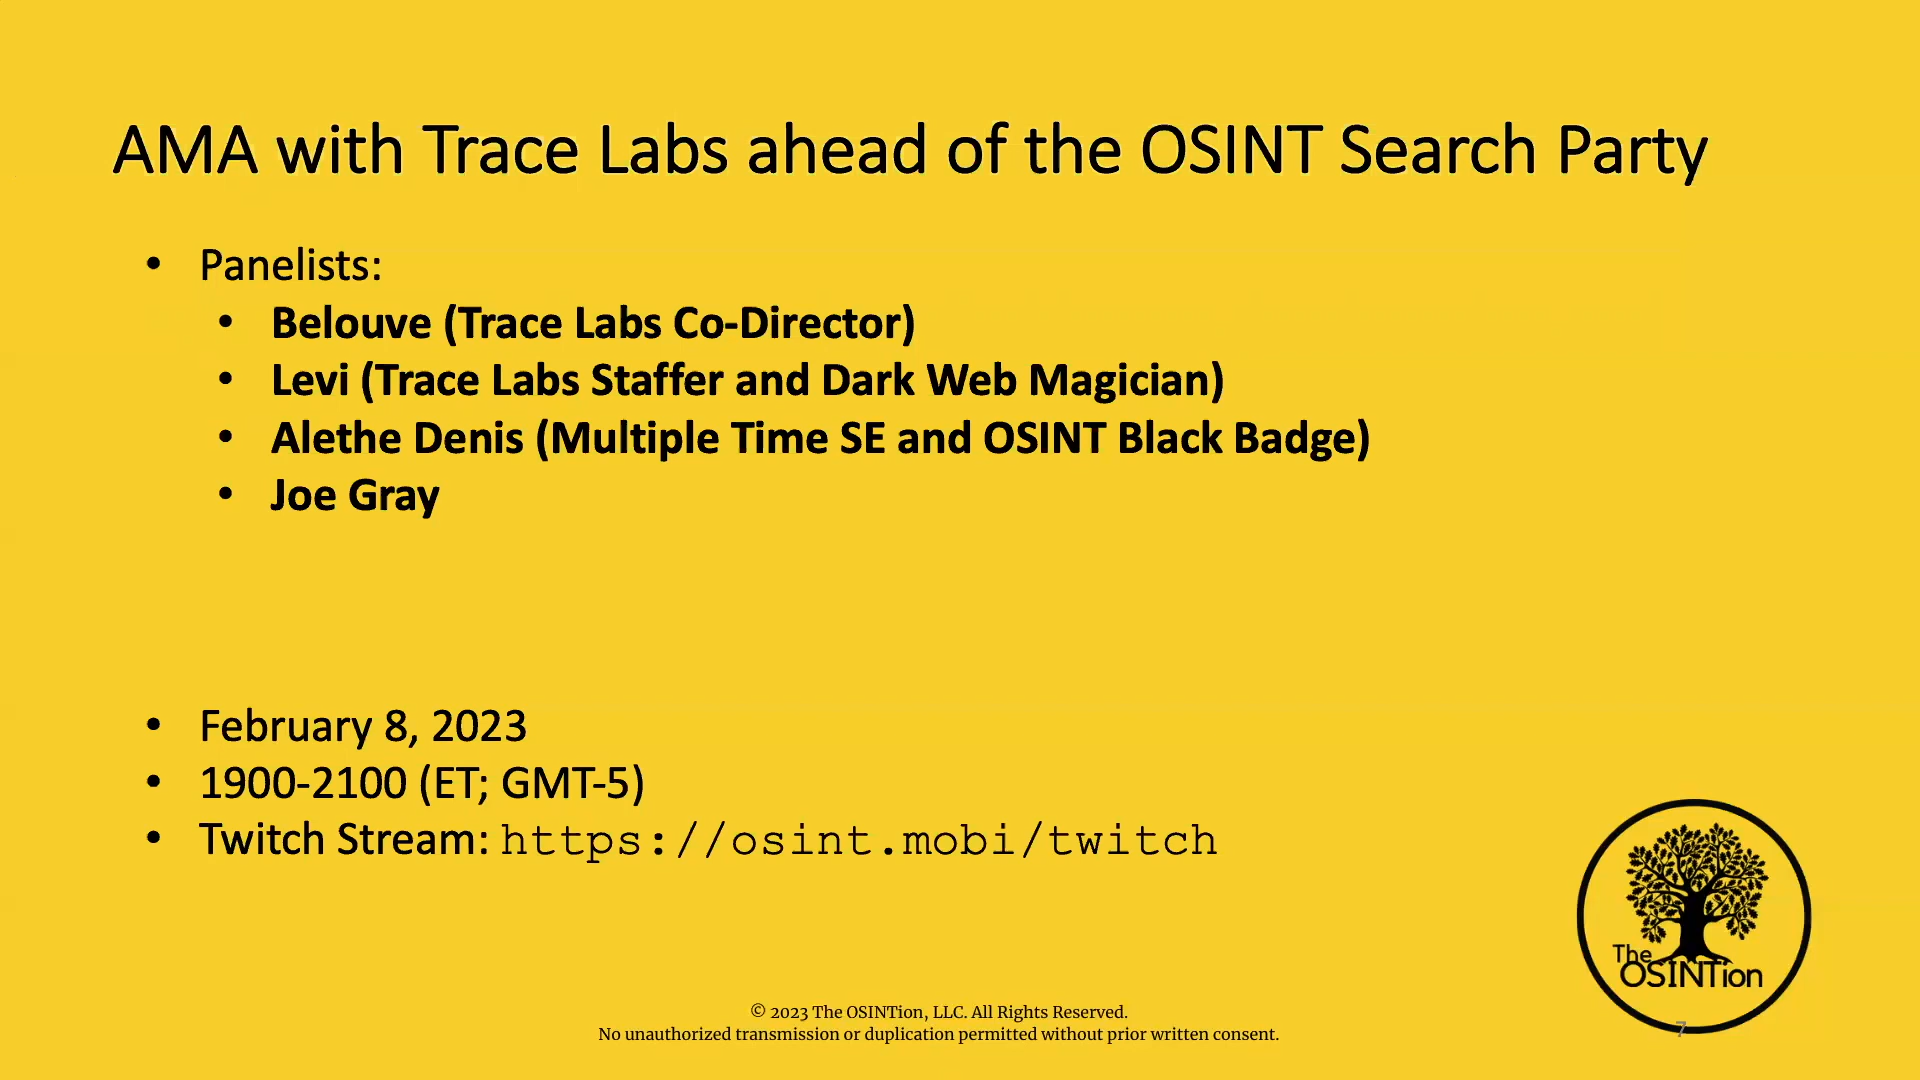 AMA with Trace Labs ahead of the OSINT Search Party
• Panelists:
• Belouve (Trace Labs Co-Director)
• Levi (Trace Labs Staffer and Dark Web Magician)
• Alethe Denis (Multiple Time SE and OSINT Black Badge)
• Joe Gray
• February 8, 2023
• 1900-2100 (ET; GMT-5)
• Twitch Stream: https://osint.mobi/twitch
The
OSINTion
© 2023 The OSINTion, LLC. All Rights Reserved.
No unauthorized transmission or duplication permitted without prior written consent.
7